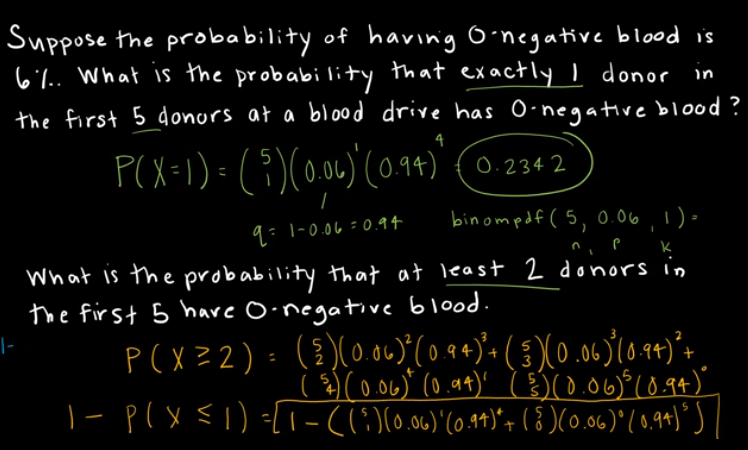 Suppose the probability of having O-negative blood is
6%. What is the probability that exactly 1 donor in
the first 5 donors at a blood drive has O-negative blood?
P(X=1) = (5 1)(0.06)^1(0.94)^4 = 0.2342
q = 1-0.06 = 0.94 binompdf(5, 0.06, 1) =
n, p k
What is the probability that at least 2 donors in
the first 5 have O-negative blood.
1-
P(X ≥ 2) = (5 2)(0.06)^2(0.94)^3 + (5 3)(0.06)^3(0.94)^2 +
(5 4)(0.06)^4(0.94)^1 (5 5)(0.06)^5(0.94)^0
1 - P(X ≤ 1) = 1 - ((5 1)(0.06)^1(0.94)^4 + (5 0)(0.06)^0(0.94)^5)